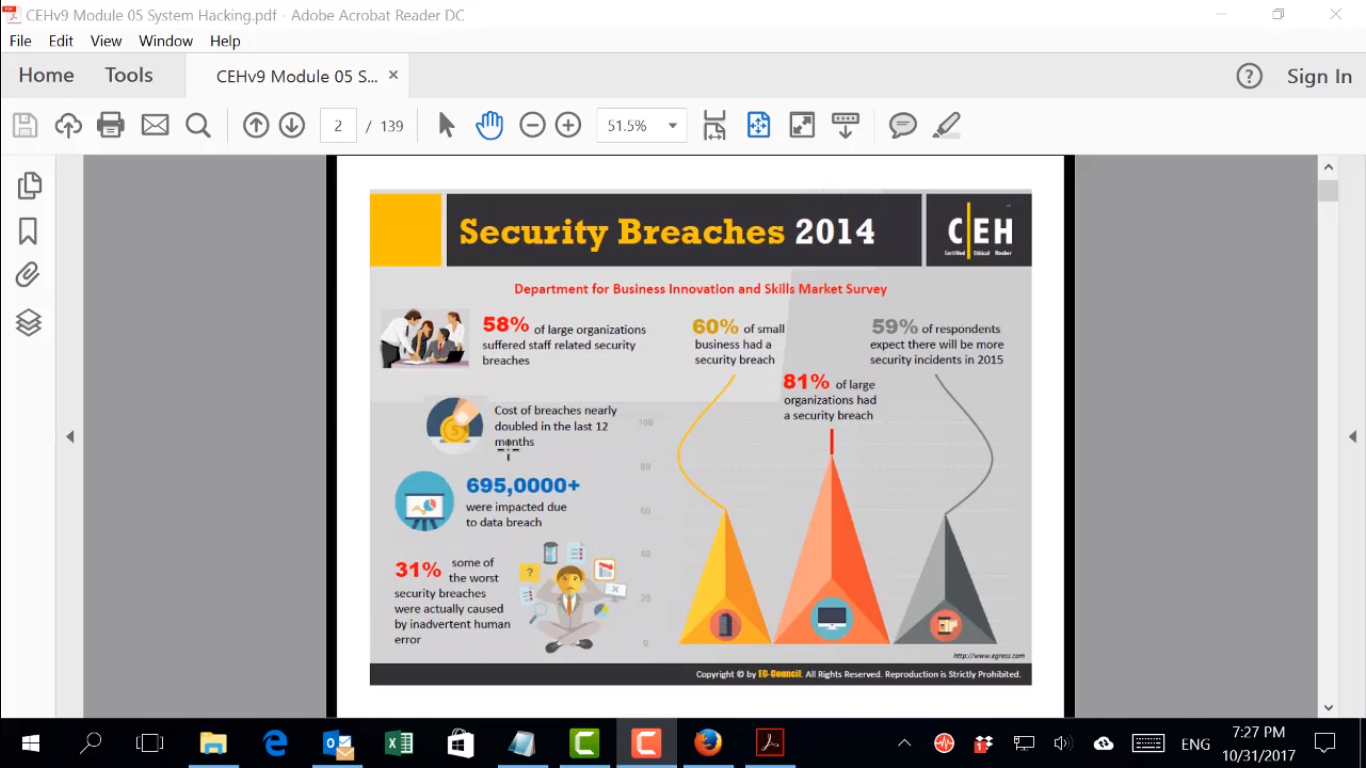 CEHv9 Module 05 System Hacking.pdf - Adobe Acrobat Reader DC
File Edit View Window Help
Home Tools CEHv9 Module 05 S... × Sign In
2 / 139 51.5%
Security Breaches 2014
C|EH
Certified Ethical Hacker
Department for Business Innovation and Skills Market Survey
58% of large organizations
suffered staff related security
breaches
60% of small
business had a
security breach
59% of respondents
expect there will be more
security incidents in 2015
81% of large
organizations had
a security breach
Cost of breaches nearly
doubled in the last 12
months
695,0000+
were impacted due
to data breach
31% some of
the worst
security breaches
were actually caused
by inadvertent human
error
100
80
60
40
20
0
http://www.egress.com
Copyright © by EC-Council. All Rights Reserved. Reproduction is Strictly Prohibited.
ENG
7:27 PM
10/31/2017